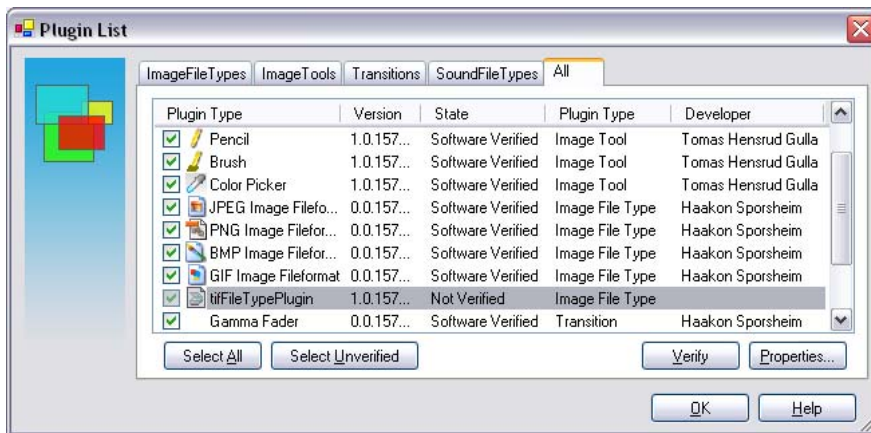 Plugin List
ImageFileTypes ImageTools Transitions SoundFileTypes All
Plugin Type Version State Plugin Type Developer
Pencil 1.0.157... Software Verified Image Tool Tomas Hensrud Gulla
Brush 1.0.157... Software Verified Image Tool Tomas Hensrud Gulla
Color Picker 1.0.157... Software Verified Image Tool Tomas Hensrud Gulla
JPEG Image Filefo... 0.0.157... Software Verified Image File Type Haakon Sporsheim
PNG Image Filefor... 0.0.157... Software Verified Image File Type Haakon Sporsheim
BMP Image Filefor... 0.0.157... Software Verified Image File Type Haakon Sporsheim
GIF Image Fileformat 0.0.157... Software Verified Image File Type Haakon Sporsheim
tifFileTypePlugin 1.0.157... Not Verified Image File Type
Gamma Fader 0.0.157... Software Verified Transition Haakon Sporsheim
Select All Select Unverified Verify Properties...
OK Help